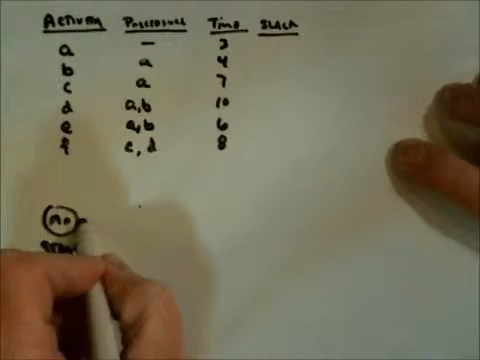 Activity Predecessor Time Slack
a — 3
b a 4
c a 7
d a,b 10
e a,b 6
f c,d 8